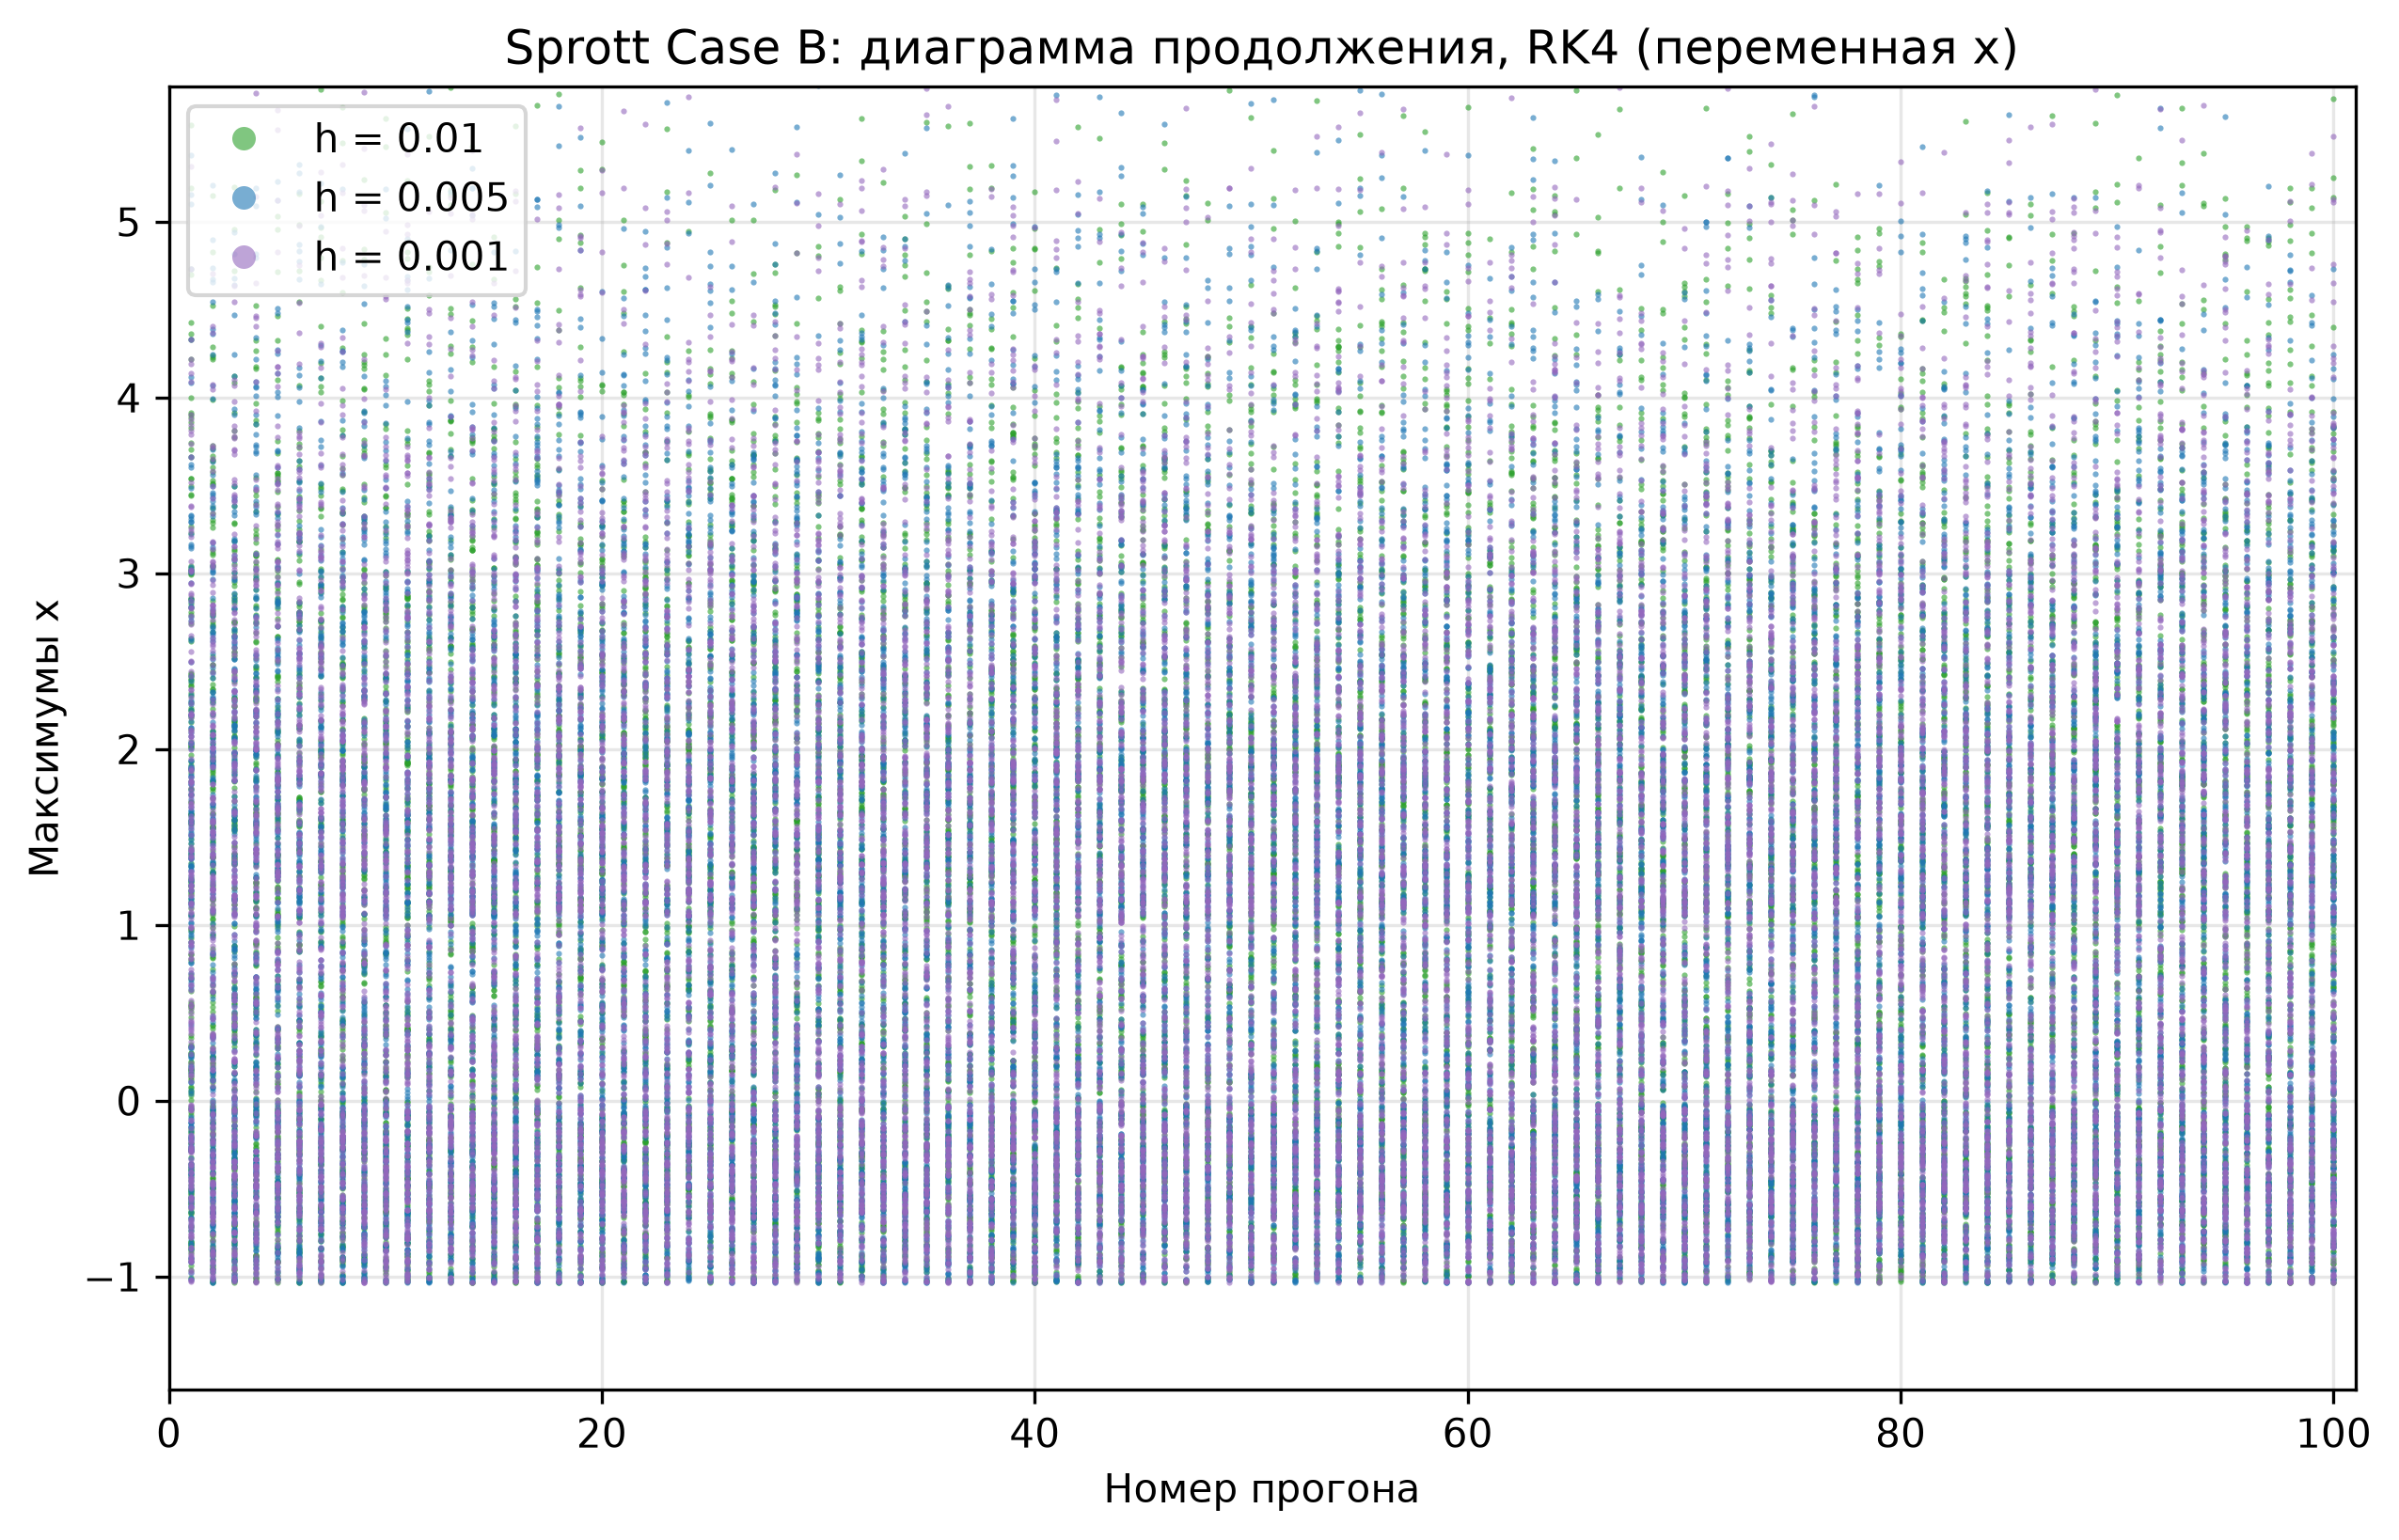 Sprott Case B: диаграмма продолжения, RK4 (переменная x)
h = 0.01
h = 0.005
h = 0.001
5
4
3
2
1
0
−1
Максимумы x
0 20 40 60 80 100
Номер прогона